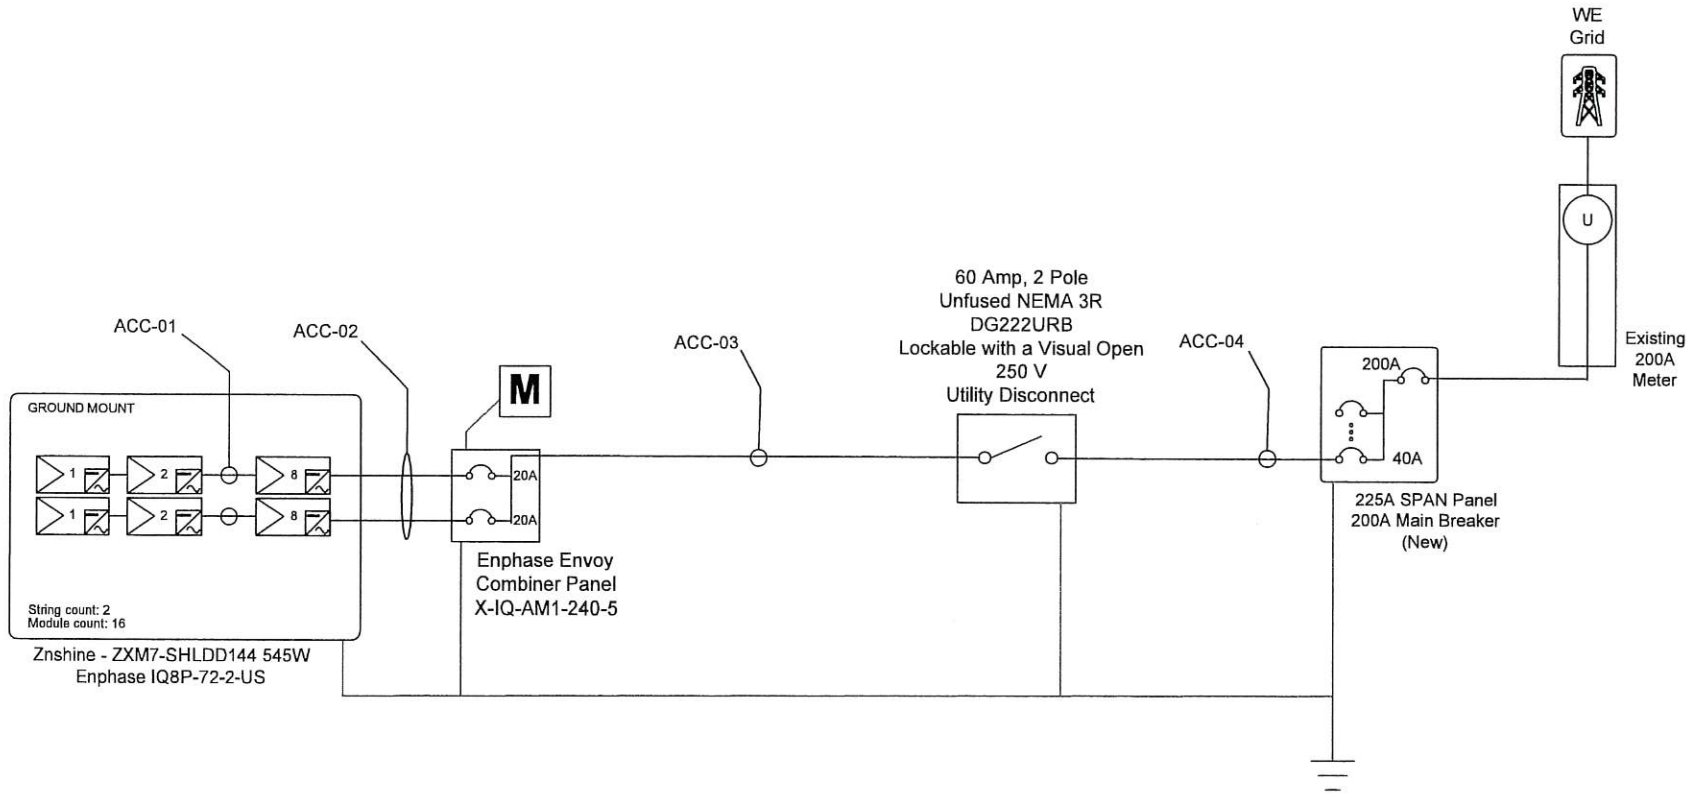 WE
Grid
U
Existing
200A
Meter
60 Amp, 2 Pole
Unfused NEMA 3R
DG222URB
Lockable with a Visual Open
250 V
Utility Disconnect
ACC-01
ACC-02
ACC-03
ACC-04
M
GROUND MOUNT
1
2
8
1
2
8
String count: 2
Module count: 16
Znshine - ZXM7-SHLDD144 545W
Enphase IQ8P-72-2-US
20A
20A
Enphase Envoy
Combiner Panel
X-IQ-AM1-240-5
200A
40A
225A SPAN Panel
200A Main Breaker
(New)